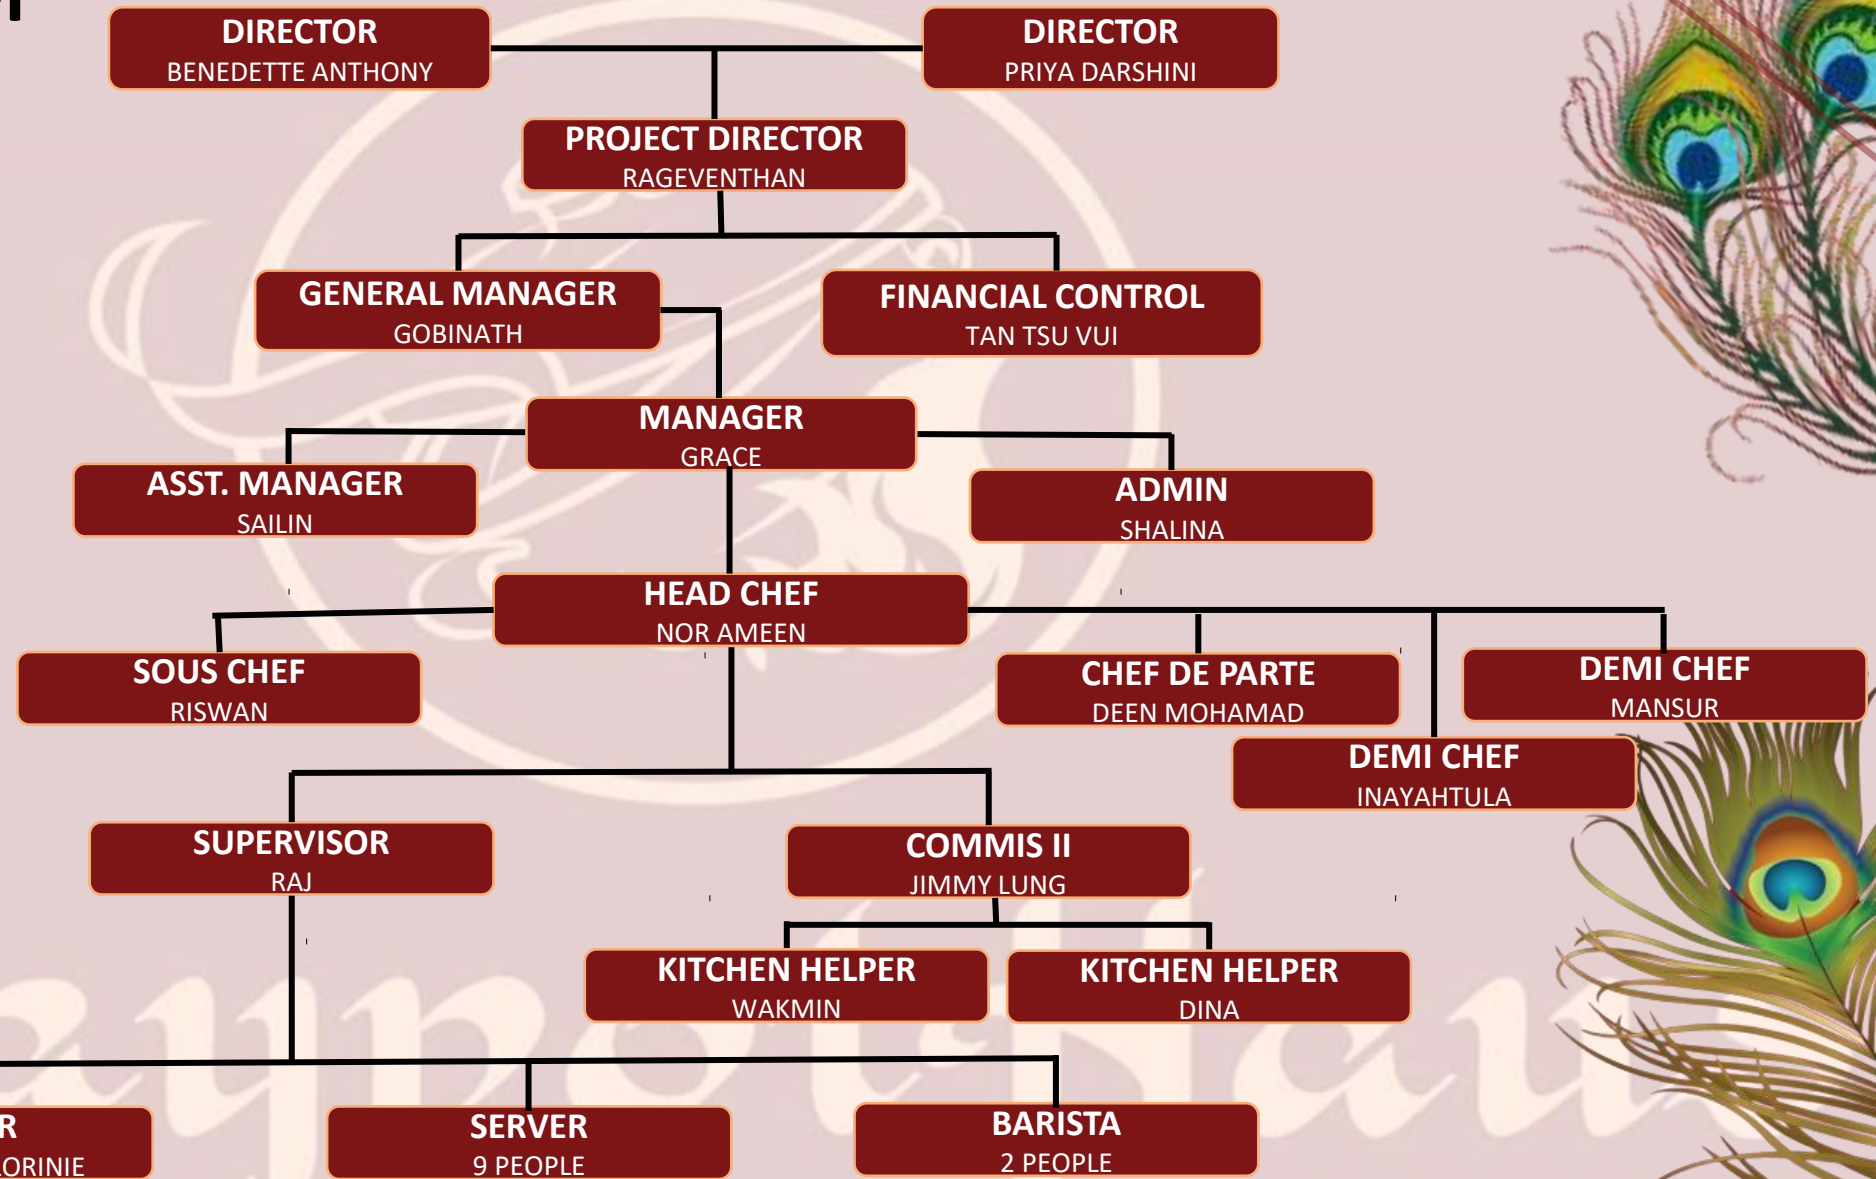 DIRECTOR
BENEDETTE ANTHONY
DIRECTOR
PRIYA DARSHINI
PROJECT DIRECTOR
RAGEVENTHAN
GENERAL MANAGER
GOBINATH
FINANCIAL CONTROL
TAN TSU VUI
MANAGER
GRACE
ASST. MANAGER
SAILIN
ADMIN
SHALINA
HEAD CHEF
NOR AMEEN
SOUS CHEF
RISWAN
CHEF DE PARTE
DEEN MOHAMAD
DEMI CHEF
MANSUR
DEMI CHEF
INAYAHTULA
SUPERVISOR
RAJ
COMMIS II
JIMMY LUNG
KITCHEN HELPER
WAKMIN
KITCHEN HELPER
DINA
SERVER
9 PEOPLE
BARISTA
2 PEOPLE